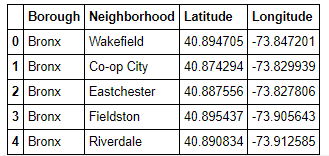 Borough Neighborhood Latitude Longitude
0 Bronx Wakefield 40.894705 -73.847201
1 Bronx Co-op City 40.874294 -73.829939
2 Bronx Eastchester 40.887556 -73.827806
3 Bronx Fieldston 40.895437 -73.905643
4 Bronx Riverdale 40.890834 -73.912585